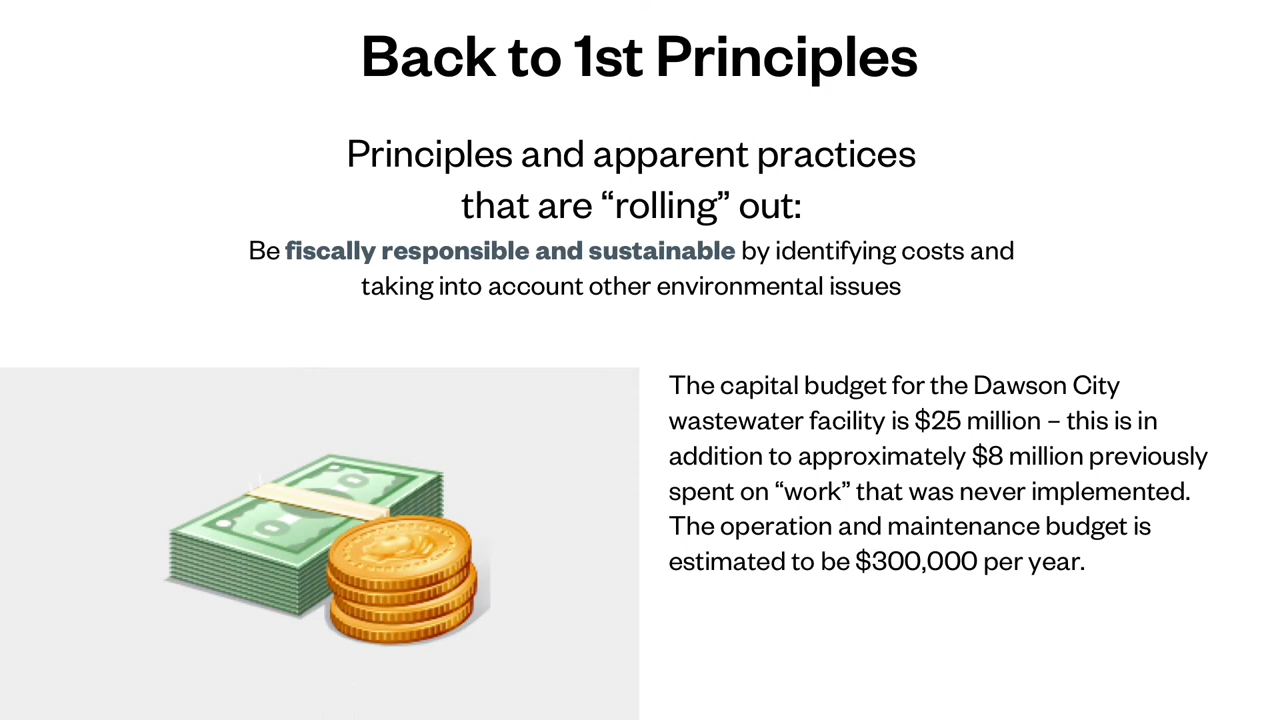 Back to 1st Principles
Principles and apparent practices
that are “rolling” out:
Be fiscally responsible and sustainable by identifying costs and
taking into account other environmental issues
The capital budget for the Dawson City
wastewater facility is $25 million – this is in
addition to approximately $8 million previously
spent on “work” that was never implemented.
The operation and maintenance budget is
estimated to be $300,000 per year.